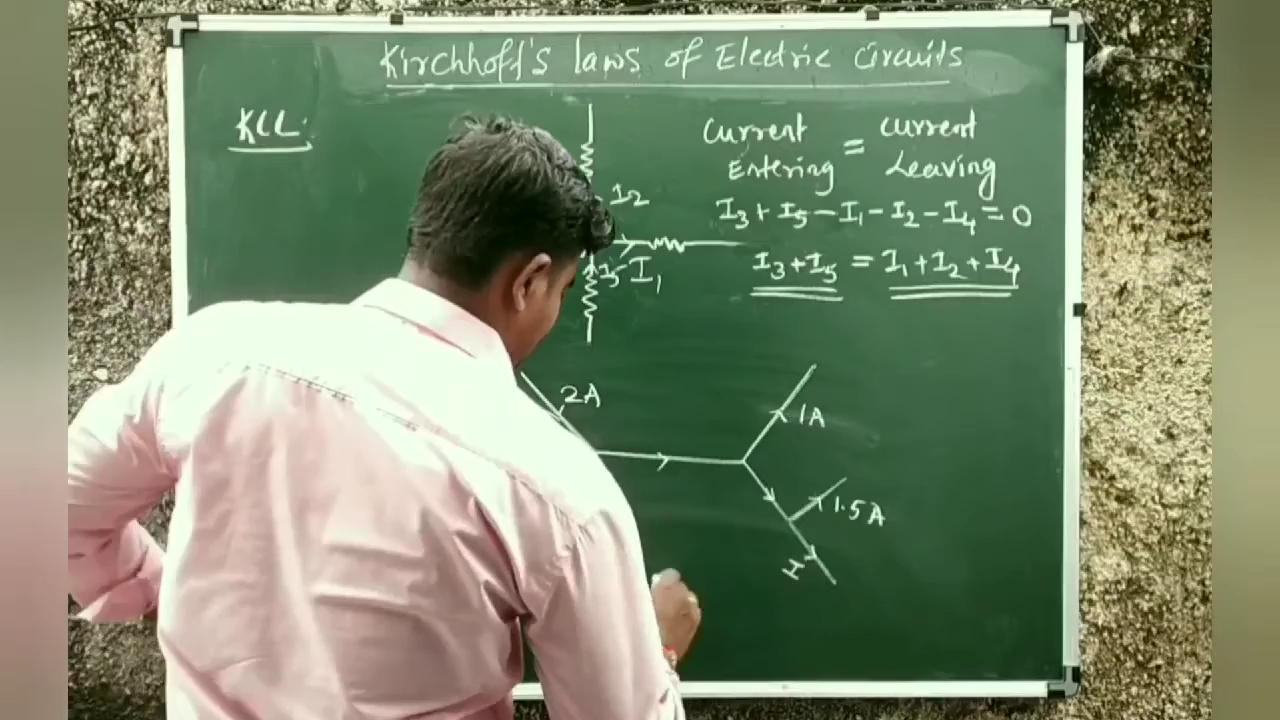 Kirchhoff's laws of Electric Circuits
KCL
Current = Current
Entering Leaving
I3 + I5 - I1 - I2 - I4 = 0
I3 + I5 = I1 + I2 + I4
I2
I5
I1
2A
1A
1.5A
I